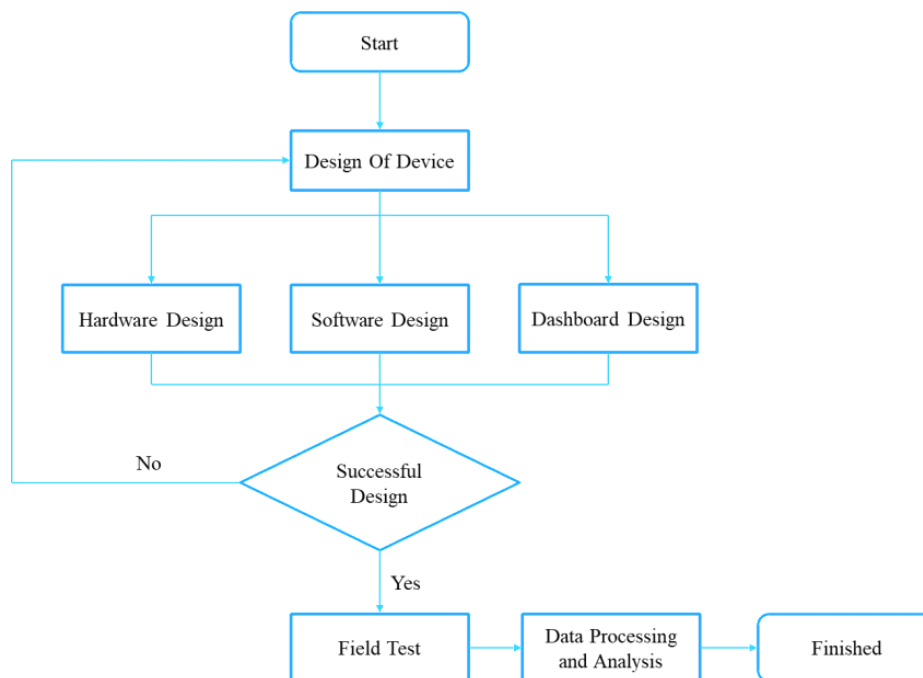 Start
Design Of Device
Hardware Design
Software Design
Dashboard Design
No
Successful
Design
Yes
Field Test
Data Processing
and Analysis
Finished